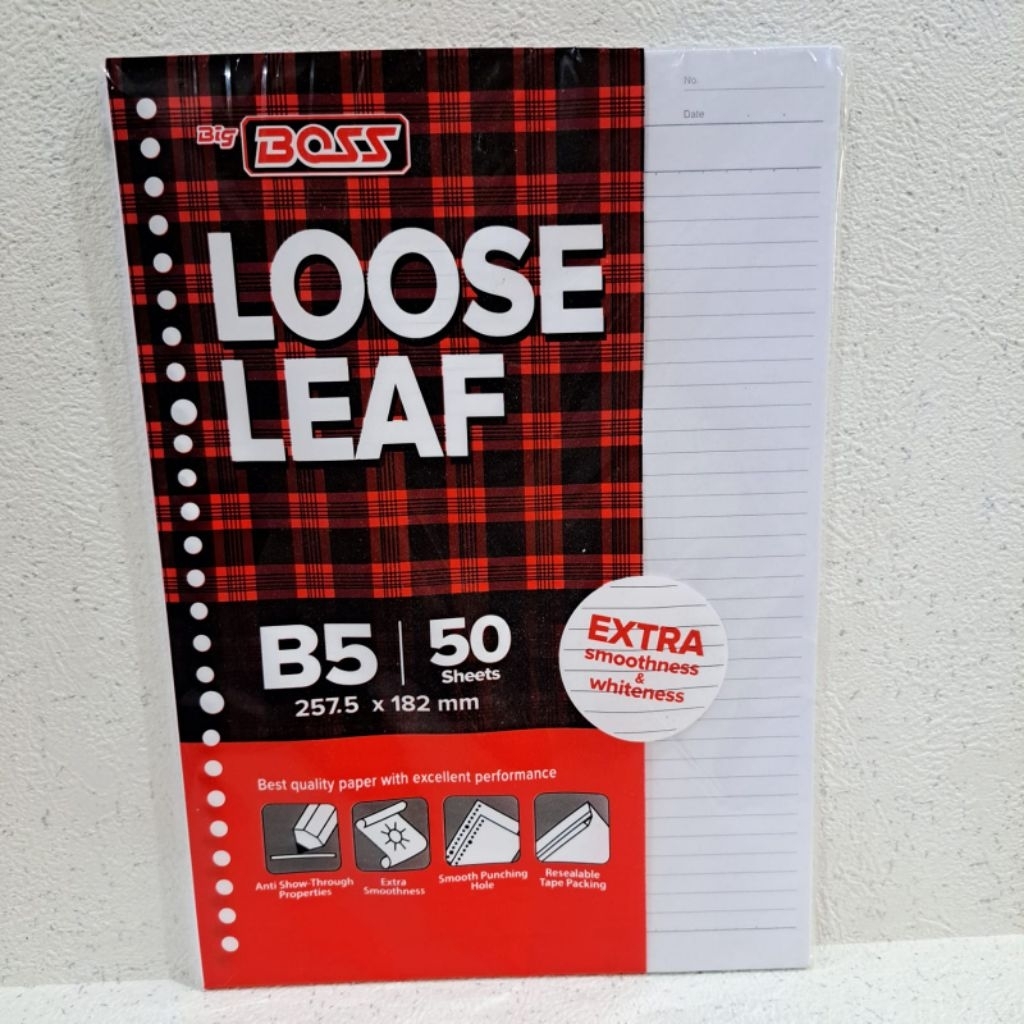 No.
Date . .
Big BOSS
LOOSE
LEAF
B5 50
Sheets
257.5 x 182 mm
EXTRA
smoothness
&
whiteness
Best quality paper with excellent performance
Anti Show-Through
Properties
Extra
Smoothness
Smooth Punching
Hole
Resealable
Tape Packing